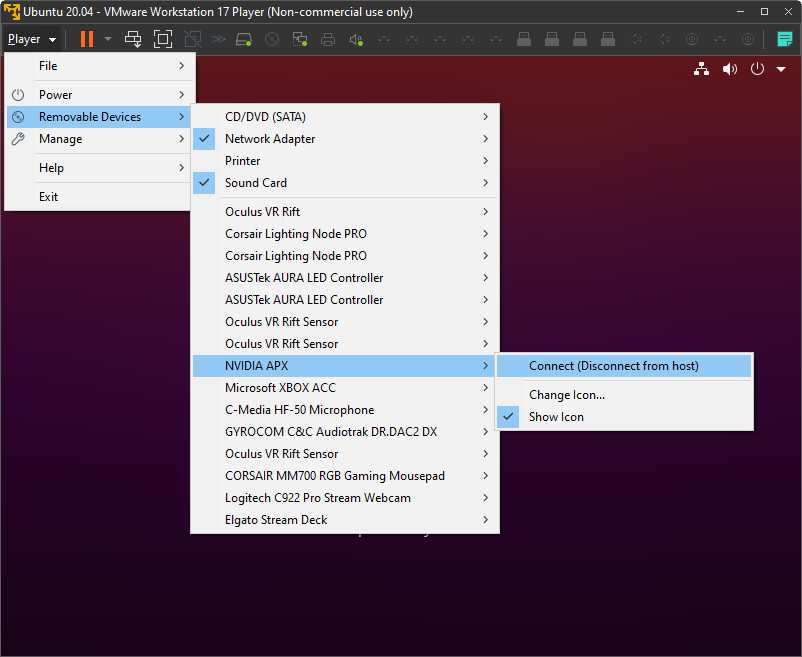 Ubuntu 20.04 - VMware Workstation 17 Player (Non-commercial use only)
Player
File
Power
Removable Devices
Manage
Help
Exit
CD/DVD (SATA)
Network Adapter
Printer
Sound Card
Oculus VR Rift
Corsair Lighting Node PRO
Corsair Lighting Node PRO
ASUSTek AURA LED Controller
ASUSTek AURA LED Controller
Oculus VR Rift Sensor
Oculus VR Rift Sensor
NVIDIA APX
Microsoft XBOX ACC
C-Media HF-50 Microphone
GYROCOM C&C Audiotrak DR.DAC2 DX
Oculus VR Rift Sensor
CORSAIR MM700 RGB Gaming Mousepad
Logitech C922 Pro Stream Webcam
Elgato Stream Deck
Connect (Disconnect from host)
Change Icon...
Show Icon